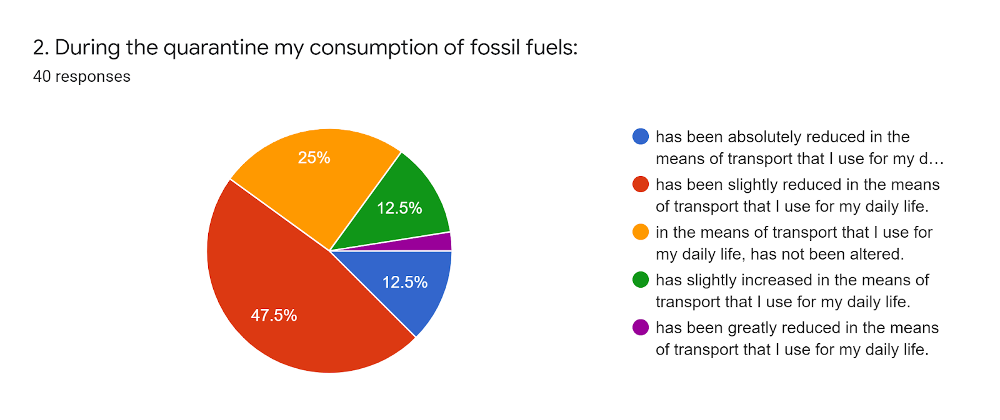 2. During the quarantine my consumption of fossil fuels:
40 responses
25%
12.5%
12.5%
47.5%
has been absolutely reduced in the
means of transport that I use for my d…
has been slightly reduced in the means
of transport that I use for my daily life.
in the means of transport that I use for
my daily life, has not been altered.
has slightly increased in the means of
transport that I use for my daily life.
has been greatly reduced in the means
of transport that I use for my daily life.